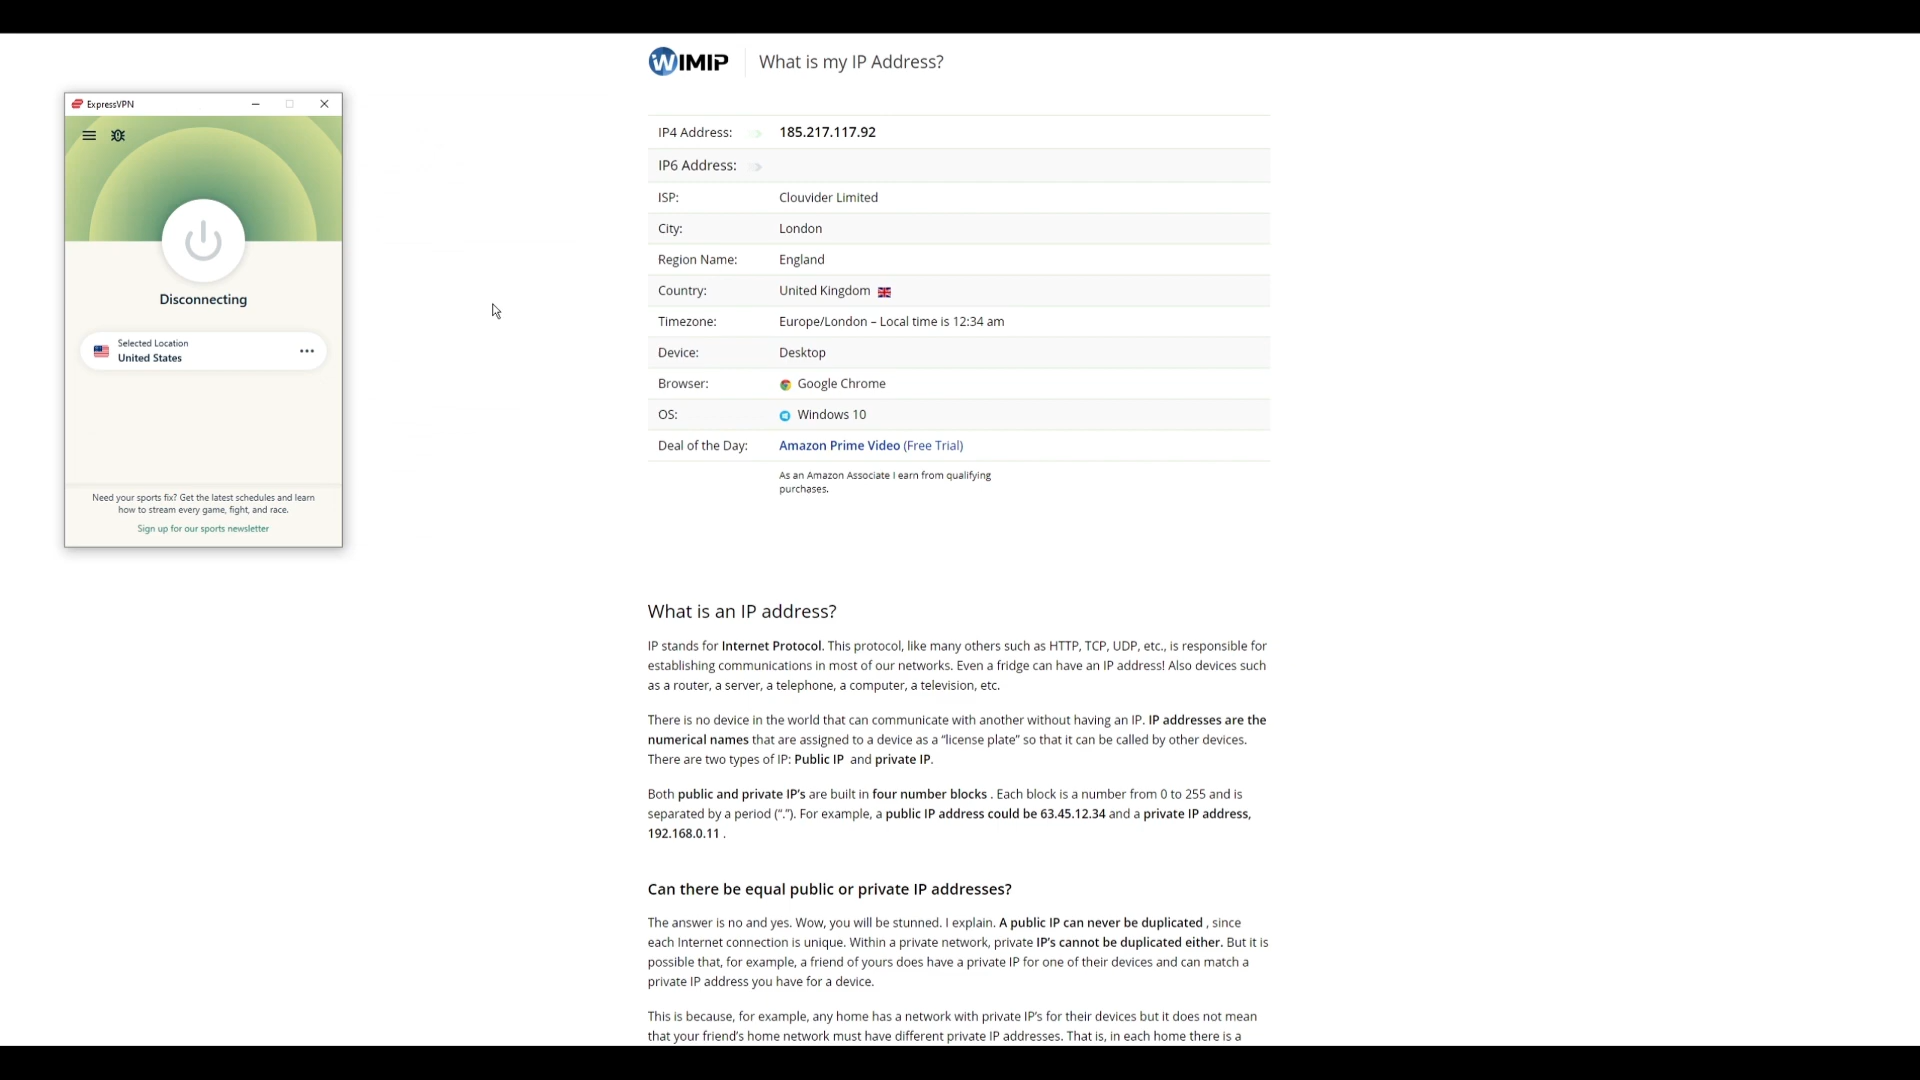 WIMIP
What is my IP Address?
ExpressVPN
Disconnecting
Selected Location
United States
Need your sports fix? Get the latest schedules and learn
how to stream every game, fight, and race.
Sign up for our sports newsletter
IP4 Address: 185.217.117.92
IP6 Address:
ISP: Clouvider Limited
City: London
Region Name: England
Country: United Kingdom
Timezone: Europe/London – Local time is 12:34 am
Device: Desktop
Browser: Google Chrome
OS: Windows 10
Deal of the Day: Amazon Prime Video (Free Trial)
As an Amazon Associate I earn from qualifying
purchases.
What is an IP address?
IP stands for Internet Protocol. This protocol, like many others such as HTTP, TCP, UDP, etc., is responsible for
establishing communications in most of our networks. Even a fridge can have an IP address! Also devices such
as a router, a server, a telephone, a computer, a television, etc.
There is no device in the world that can communicate with another without having an IP. IP addresses are the
numerical names that are assigned to a device as a “license plate” so that it can be called by other devices.
There are two types of IP: Public IP and private IP.
Both public and private IP’s are built in four number blocks . Each block is a number from 0 to 255 and is
separated by a period (“.”). For example, a public IP address could be 63.45.12.34 and a private IP address,
192.168.0.11 .
Can there be equal public or private IP addresses?
The answer is no and yes. Wow, you will be stunned. I explain. A public IP can never be duplicated , since
each Internet connection is unique. Within a private network, private IP’s cannot be duplicated either. But it is
possible that, for example, a friend of yours does have a private IP for one of their devices and can match a
private IP address you have for a device.
This is because, for example, any home has a network with private IP’s for their devices but it does not mean
that your friend’s home network must have different private IP addresses. That is, in each home there is a